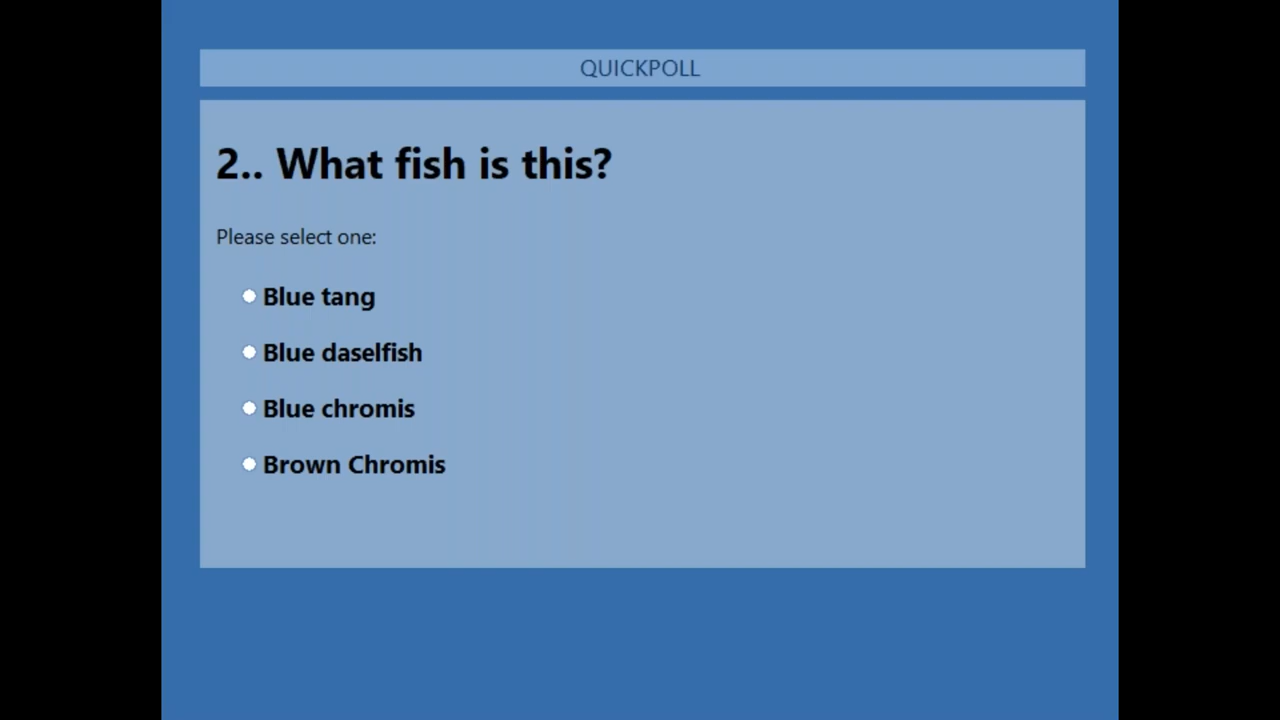 QUICKPOLL
2.. What fish is this?
Please select one:
Blue tang
Blue daselfish
Blue chromis
Brown Chromis